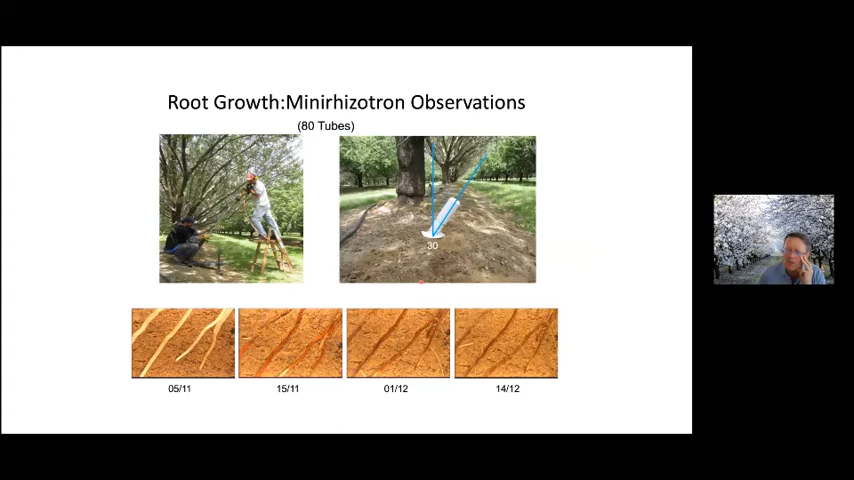 Root Growth:Minirhizotron Observations
(80 Tubes)
30
05/11
15/11
01/12
14/12